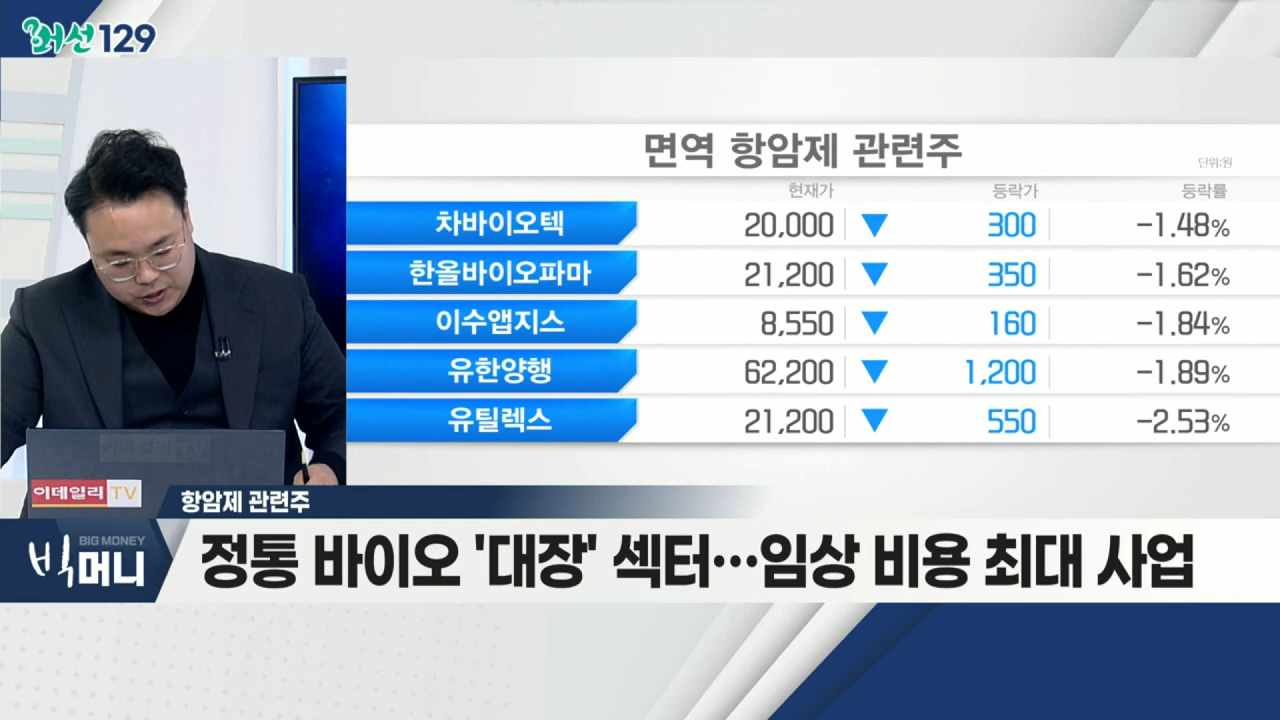 머선129
면역 항암제 관련주
단위:원
현재가 등락가 등락률
차바이오텍 20,000 ▼ 300 -1.48%
한올바이오파마 21,200 ▼ 350 -1.62%
이수앱지스 8,550 ▼ 160 -1.84%
유한양행 62,200 ▼ 1,200 -1.89%
유틸렉스 21,200 ▼ 550 -2.53%
이데일리 TV
항암제 관련주
BIG MONEY
빅머니
정통 바이오 '대장' 섹터…임상 비용 최대 사업